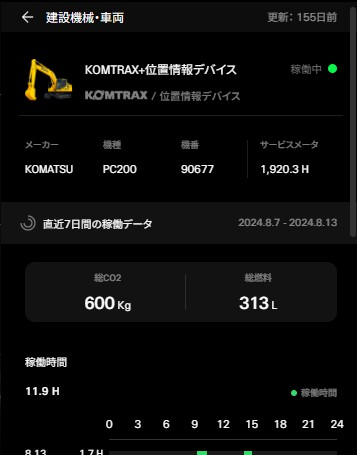 建設機械・車両
更新：155日前
KOMTRAX+位置情報デバイス
稼働中
KOMTRAX / 位置情報デバイス
メーカー 機種 機番 サービスメータ
KOMATSU PC200 90677 1,920.3 H
直近7日間の稼働データ 2024.8.7 - 2024.8.13
総CO2 総燃料
600 Kg 313 L
稼働時間
11.9 H 稼働時間
0 3 6 9 12 15 18 21 24
8.13 1.7 H